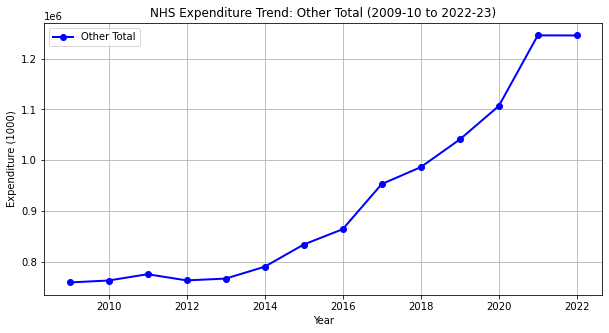 NHS Expenditure Trend: Other Total (2009-10 to 2022-23)
1e6
Other Total
1.2
1.1
1.0
0.9
0.8
Expenditure (1000)
2010 2012 2014 2016 2018 2020 2022
Year